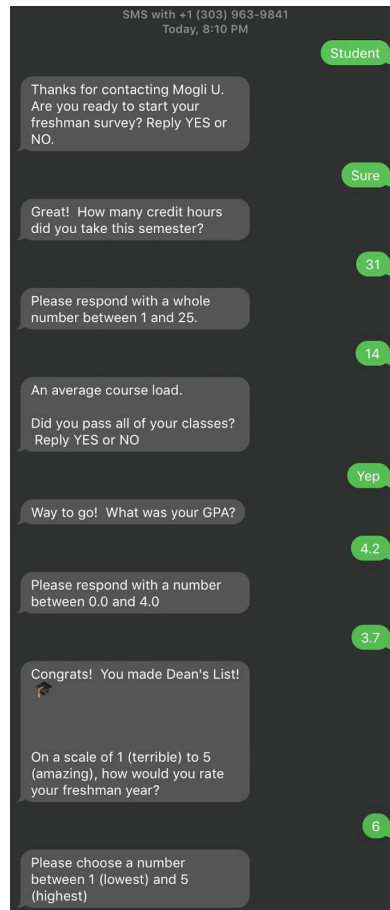 SMS with +1 (303) 963-9841
Today, 8:10 PM
Student
Thanks for contacting Mogli U.
Are you ready to start your
freshman survey? Reply YES or
NO.
Sure
Great!  How many credit hours
did you take this semester?
31
Please respond with a whole
number between 1 and 25.
14
An average course load.
Did you pass all of your classes?
Reply YES or NO
Yep
Way to go!  What was your GPA?
4.2
Please respond with a number
between 0.0 and 4.0
3.7
Congrats!  You made Dean's List!
🎓
On a scale of 1 (terrible) to 5
(amazing), how would you rate
your freshman year?
6
Please choose a number
between 1 (lowest) and 5
(highest)